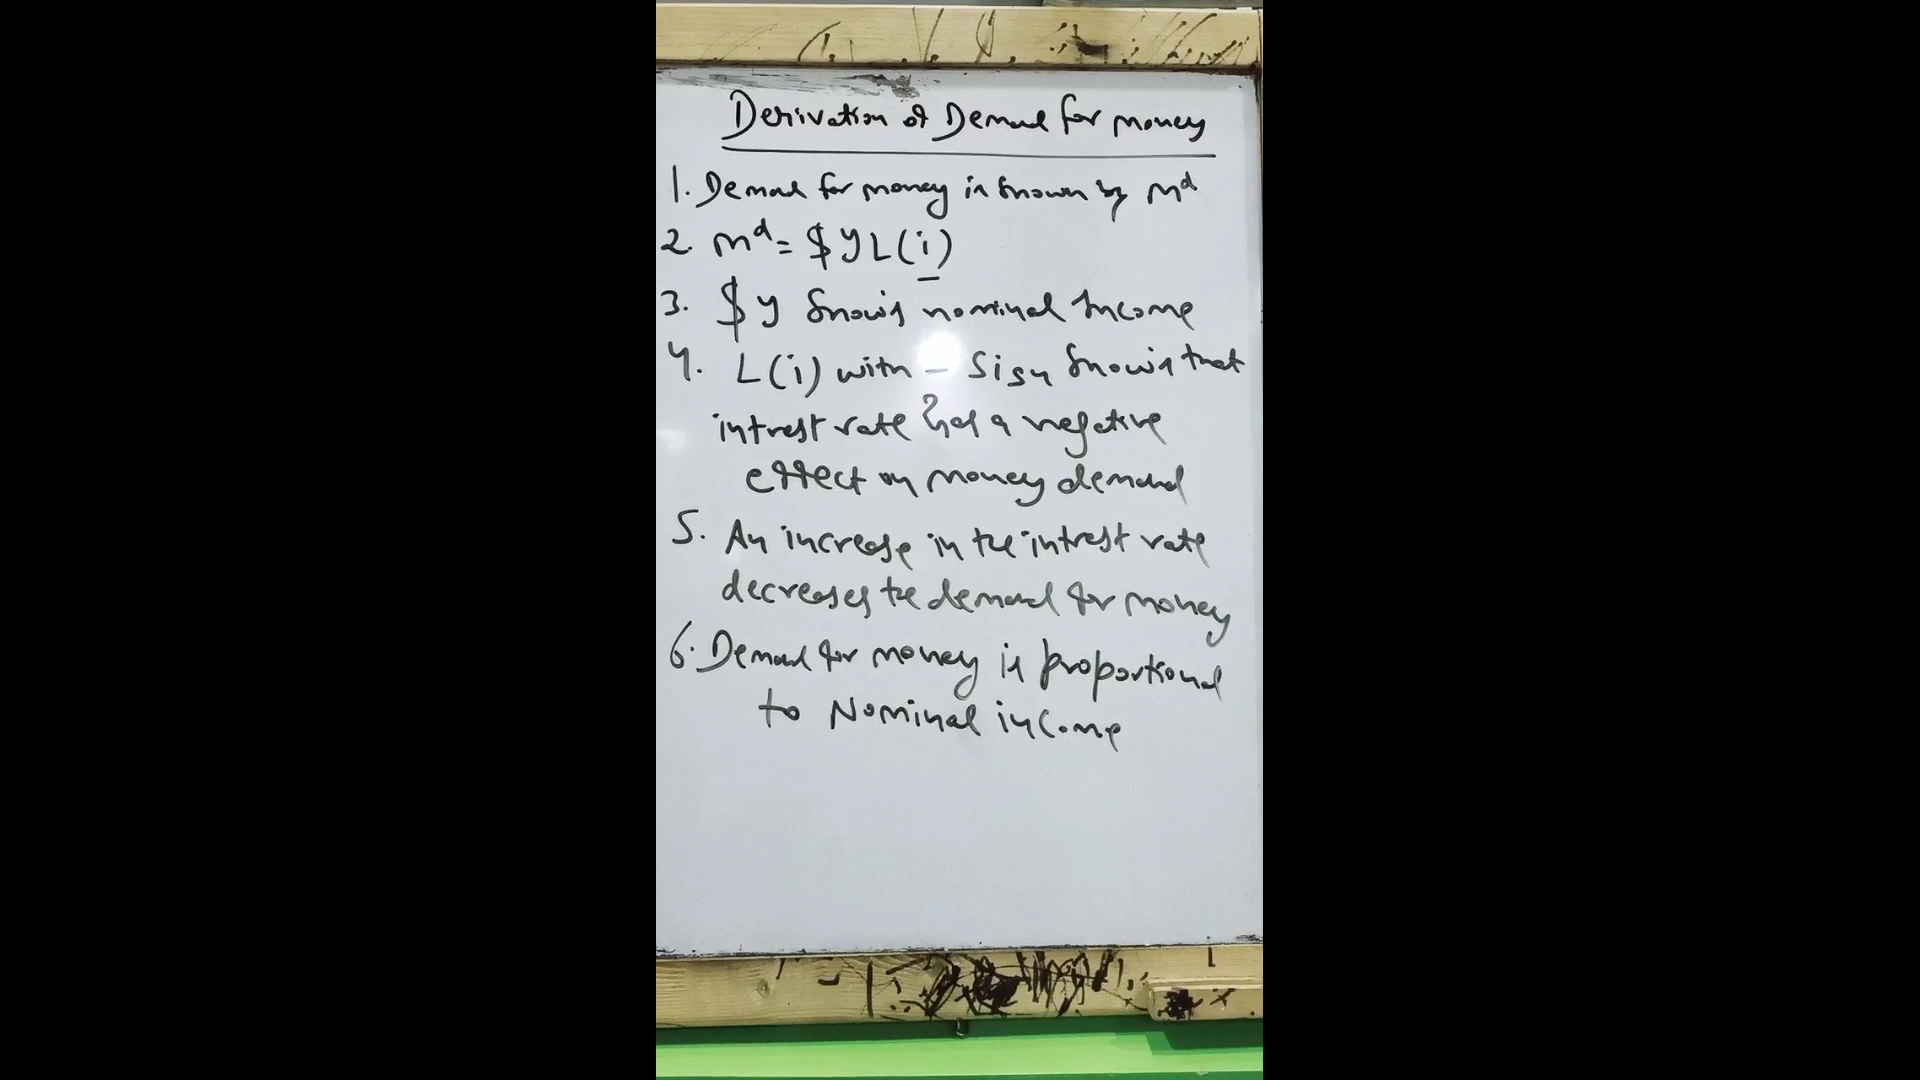 Derivation of Demand for money
1. Demand for money is shown by Md
2. Md = $YL(i)
–
3. $Y shows nominal Income
4. L(i) with – sign shows that
intrest rate has a negative
effect on money demand
5. An increase in the intrest rate
decreases the demand for money
6. Demand for money is proportional
to Nominal income